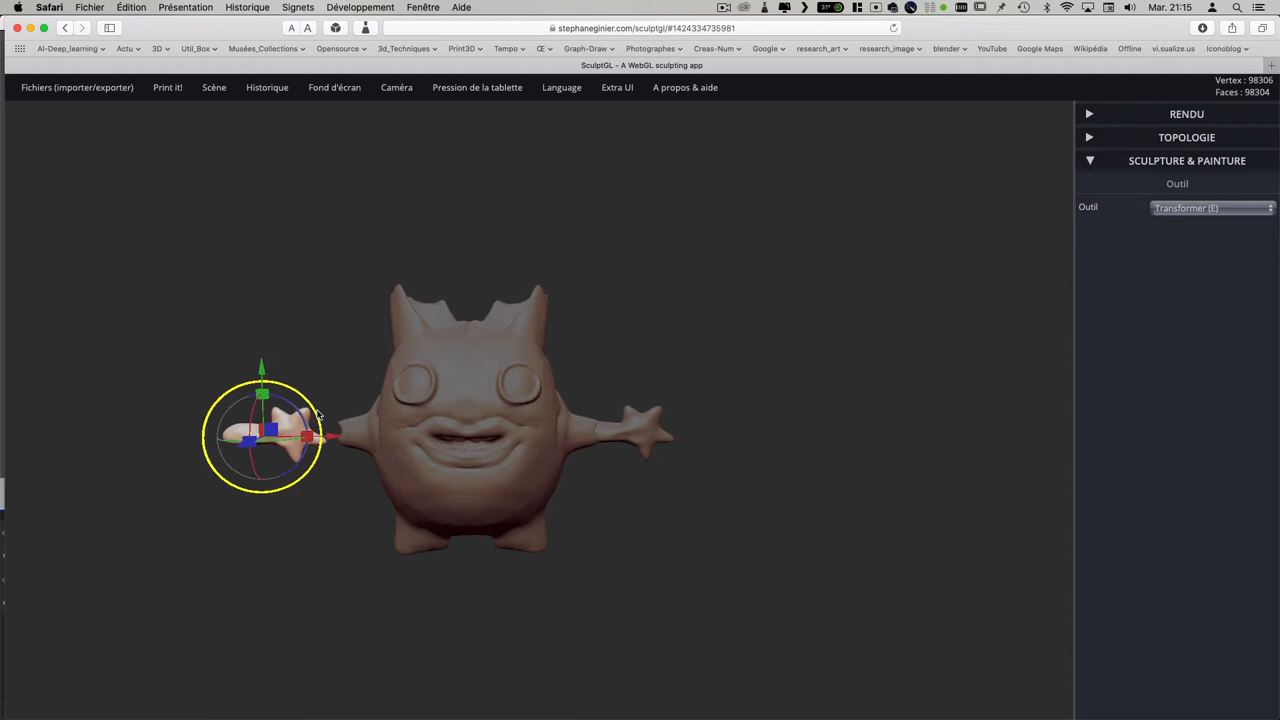 Safari Fichier Édition Présentation Historique Signets Développement Fenêtre Aide 31° Mar. 21:15
A A stephaneginier.com/sculptgl/#1424334735981
AI-Deep_learning Actu 3D Util_Box Musées_Collections Opensource 3d_Techniques Print3D Tempo Œ Graph-Draw Photographes Creas-Num Google research_art research_image blender YouTube Google Maps Wikipédia Offline vi.sualize.us Iconoblog
SculptGL - A WebGL sculpting app
Fichiers (importer/exporter) Print it! Scène Historique Fond d'écran Caméra Pression de la tablette Language Extra UI A propos & aide
Vertex : 98306
Faces : 98304
RENDU
TOPOLOGIE
SCULPTURE & PAINTURE
Outil
Outil Transformer (E)